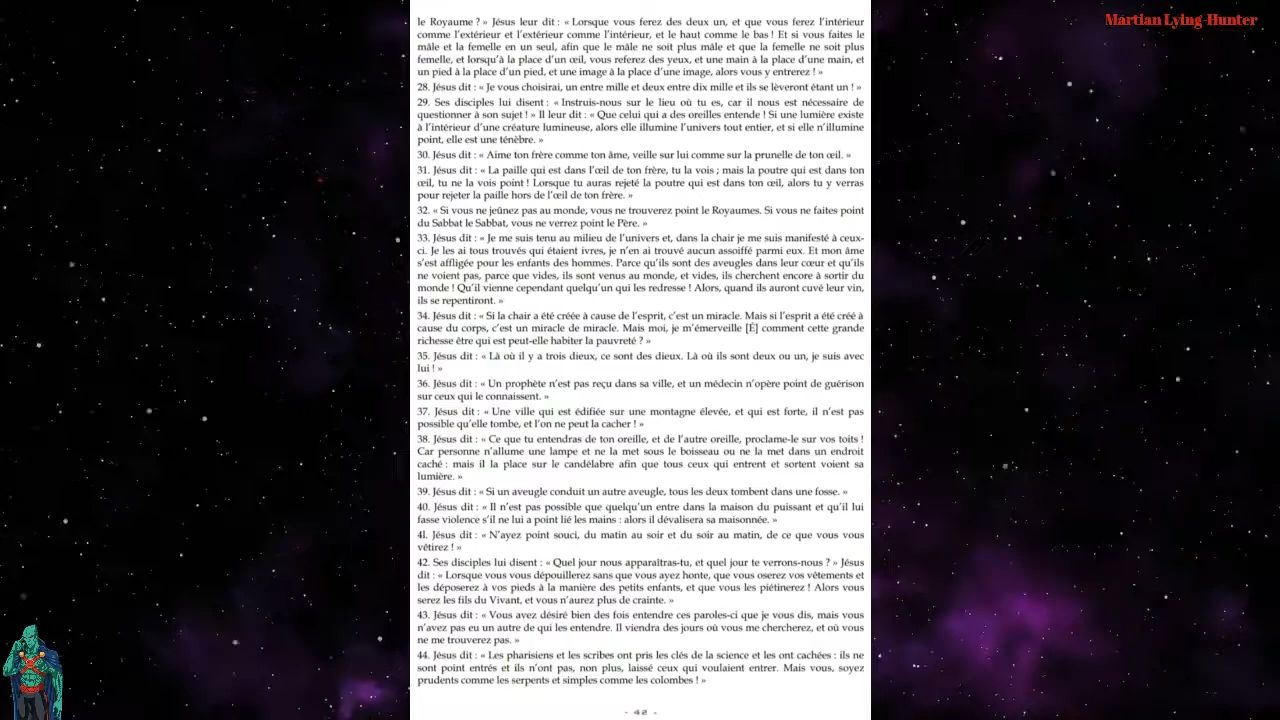 Martian Lying-Hunter
le Royaume ? » Jésus leur dit : « Lorsque vous ferez des deux un, et que vous ferez l’intérieur
comme l’extérieur et l’extérieur comme l’intérieur, et le haut comme le bas ! Et si vous faites le
mâle et la femelle en un seul, afin que le mâle ne soit plus mâle et que la femelle ne soit plus
femelle, et lorsqu’à la place d’un œil, vous referez des yeux, et une main à la place d’une main, et
un pied à la place d’un pied, et une image à la place d’une image, alors vous y entrerez ! »
28. Jésus dit : « Je vous choisirai, un entre mille et deux entre dix mille et ils se lèveront étant un ! »
29. Ses disciples lui disent : « Instruis-nous sur le lieu où tu es, car il nous est nécessaire de
questionner à son sujet ! » Il leur dit : « Que celui qui a des oreilles entende ! Si une lumière existe
à l’intérieur d’une créature lumineuse, alors elle illumine l’univers tout entier, et si elle n’illumine
point, elle est une ténèbre. »
30. Jésus dit : « Aime ton frère comme ton âme, veille sur lui comme sur la prunelle de ton œil. »
31. Jésus dit : « La paille qui est dans l’œil de ton frère, tu la vois ; mais la poutre qui est dans ton
œil, tu ne la vois point ! Lorsque tu auras rejeté la poutre qui est dans ton œil, alors tu y verras
pour rejeter la paille hors de l’œil de ton frère. »
32. « Si vous ne jeûnez pas au monde, vous ne trouverez point le Royaumes. Si vous ne faites point
du Sabbat le Sabbat, vous ne verrez point le Père. »
33. Jésus dit : « Je me suis tenu au milieu de l’univers et, dans la chair je me suis manifesté à ceux-
ci. Je les ai tous trouvés qui étaient ivres, je n’en ai trouvé aucun assoiffé parmi eux. Et mon âme
s’est affligée pour les enfants des hommes. Parce qu’ils sont des aveugles dans leur cœur et qu’ils
ne voient pas, parce que vides, ils sont venus au monde, et vides, ils cherchent encore à sortir du
monde ! Qu’il vienne cependant quelqu’un qui les redresse ! Alors, quand ils auront cuvé leur vin,
ils se repentiront. »
34. Jésus dit : « Si la chair a été créée à cause de l’esprit, c’est un miracle. Mais si l’esprit a été créé à
cause du corps, c’est un miracle de miracle. Mais moi, je m’émerveille [É] comment cette grande
richesse être qui est peut-elle habiter la pauvreté ? »
35. Jésus dit : « Là où il y a trois dieux, ce sont des dieux. Là où ils sont deux ou un, je suis avec
lui ! »
36. Jésus dit : « Un prophète n’est pas reçu dans sa ville, et un médecin n’opère point de guérison
sur ceux qui le connaissent. »
37. Jésus dit : « Une ville qui est édifiée sur une montagne élevée, et qui est forte, il n’est pas
possible qu’elle tombe, et l’on ne peut la cacher ! »
38. Jésus dit : « Ce que tu entendras de ton oreille, et de l’autre oreille, proclame-le sur vos toits !
Car personne n’allume une lampe et ne la met sous le boisseau ou ne la met dans un endroit
caché : mais il la place sur le candélabre afin que tous ceux qui entrent et sortent voient sa
lumière. »
39. Jésus dit : « Si un aveugle conduit un autre aveugle, tous les deux tombent dans une fosse. »
40. Jésus dit : « Il n’est pas possible que quelqu’un entre dans la maison du puissant et qu’il lui
fasse violence s’il ne lui a point lié les mains : alors il dévalisera sa maisonnée. »
41. Jésus dit : « N’ayez point souci, du matin au soir et du soir au matin, de ce que vous vous
vêtirez ! »
42. Ses disciples lui disent : « Quel jour nous apparaîtras-tu, et quel jour te verrons-nous ? » Jésus
dit : « Lorsque vous vous dépouillerez sans que vous ayez honte, que vous oserez vos vêtements et
les déposerez à vos pieds à la manière des petits enfants, et que vous les piétinerez ! Alors vous
serez les fils du Vivant, et vous n’aurez plus de crainte. »
43. Jésus dit : « Vous avez désiré bien des fois entendre ces paroles-ci que je vous dis, mais vous
n’avez pas eu un autre de qui les entendre. Il viendra des jours où vous me chercherez, et où vous
ne me trouverez pas. »
44. Jésus dit : « Les pharisiens et les scribes ont pris les clés de la science et les ont cachées : ils ne
sont point entrés et ils n’ont pas, non plus, laissé ceux qui voulaient entrer. Mais vous, soyez
prudents comme les serpents et simples comme les colombes ! »